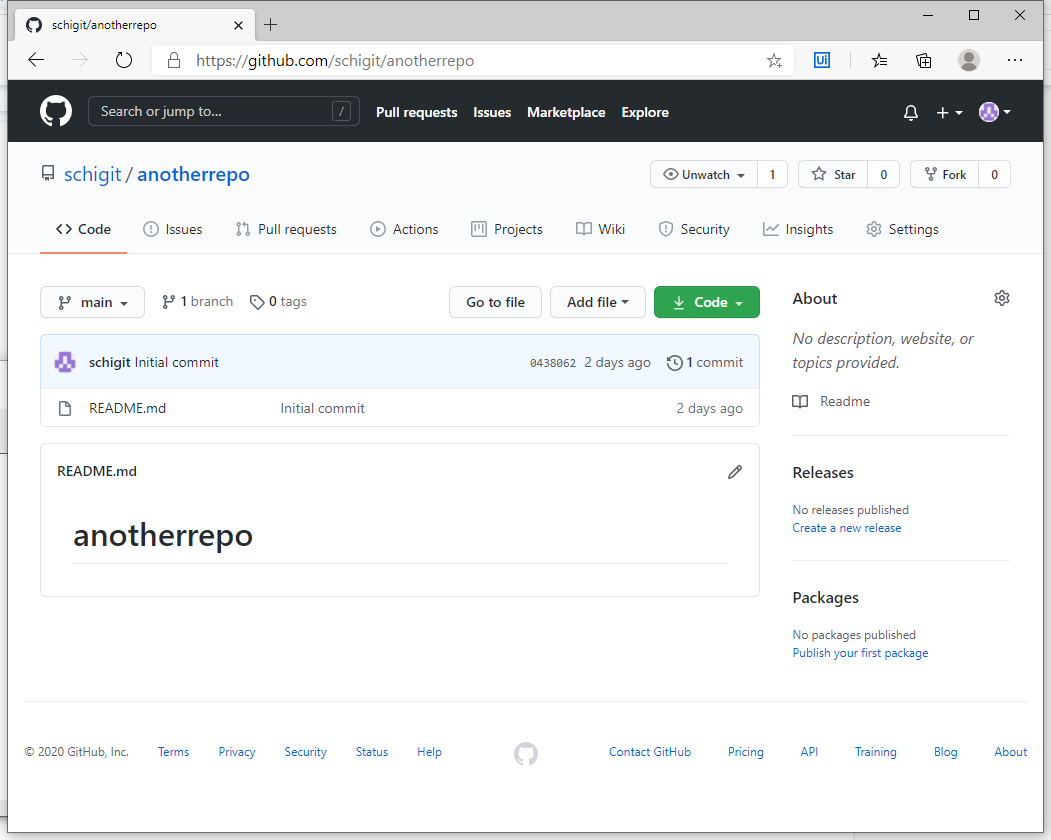 schigit/anotherrepo
https://github.com/schigit/anotherrepo
Ui
Search or jump to...
/
Pull requests Issues Marketplace Explore
schigit / anotherrepo
Unwatch 1 Star 0 Fork 0
Code Issues Pull requests Actions Projects Wiki Security Insights Settings
main 1 branch 0 tags Go to file Add file Code
schigit Initial commit 0438062 2 days ago 1 commit
README.md Initial commit 2 days ago
README.md
anotherrepo
About
No description, website, or
topics provided.
Readme
Releases
No releases published
Create a new release
Packages
No packages published
Publish your first package
© 2020 GitHub, Inc. Terms Privacy Security Status Help Contact GitHub Pricing API Training Blog About